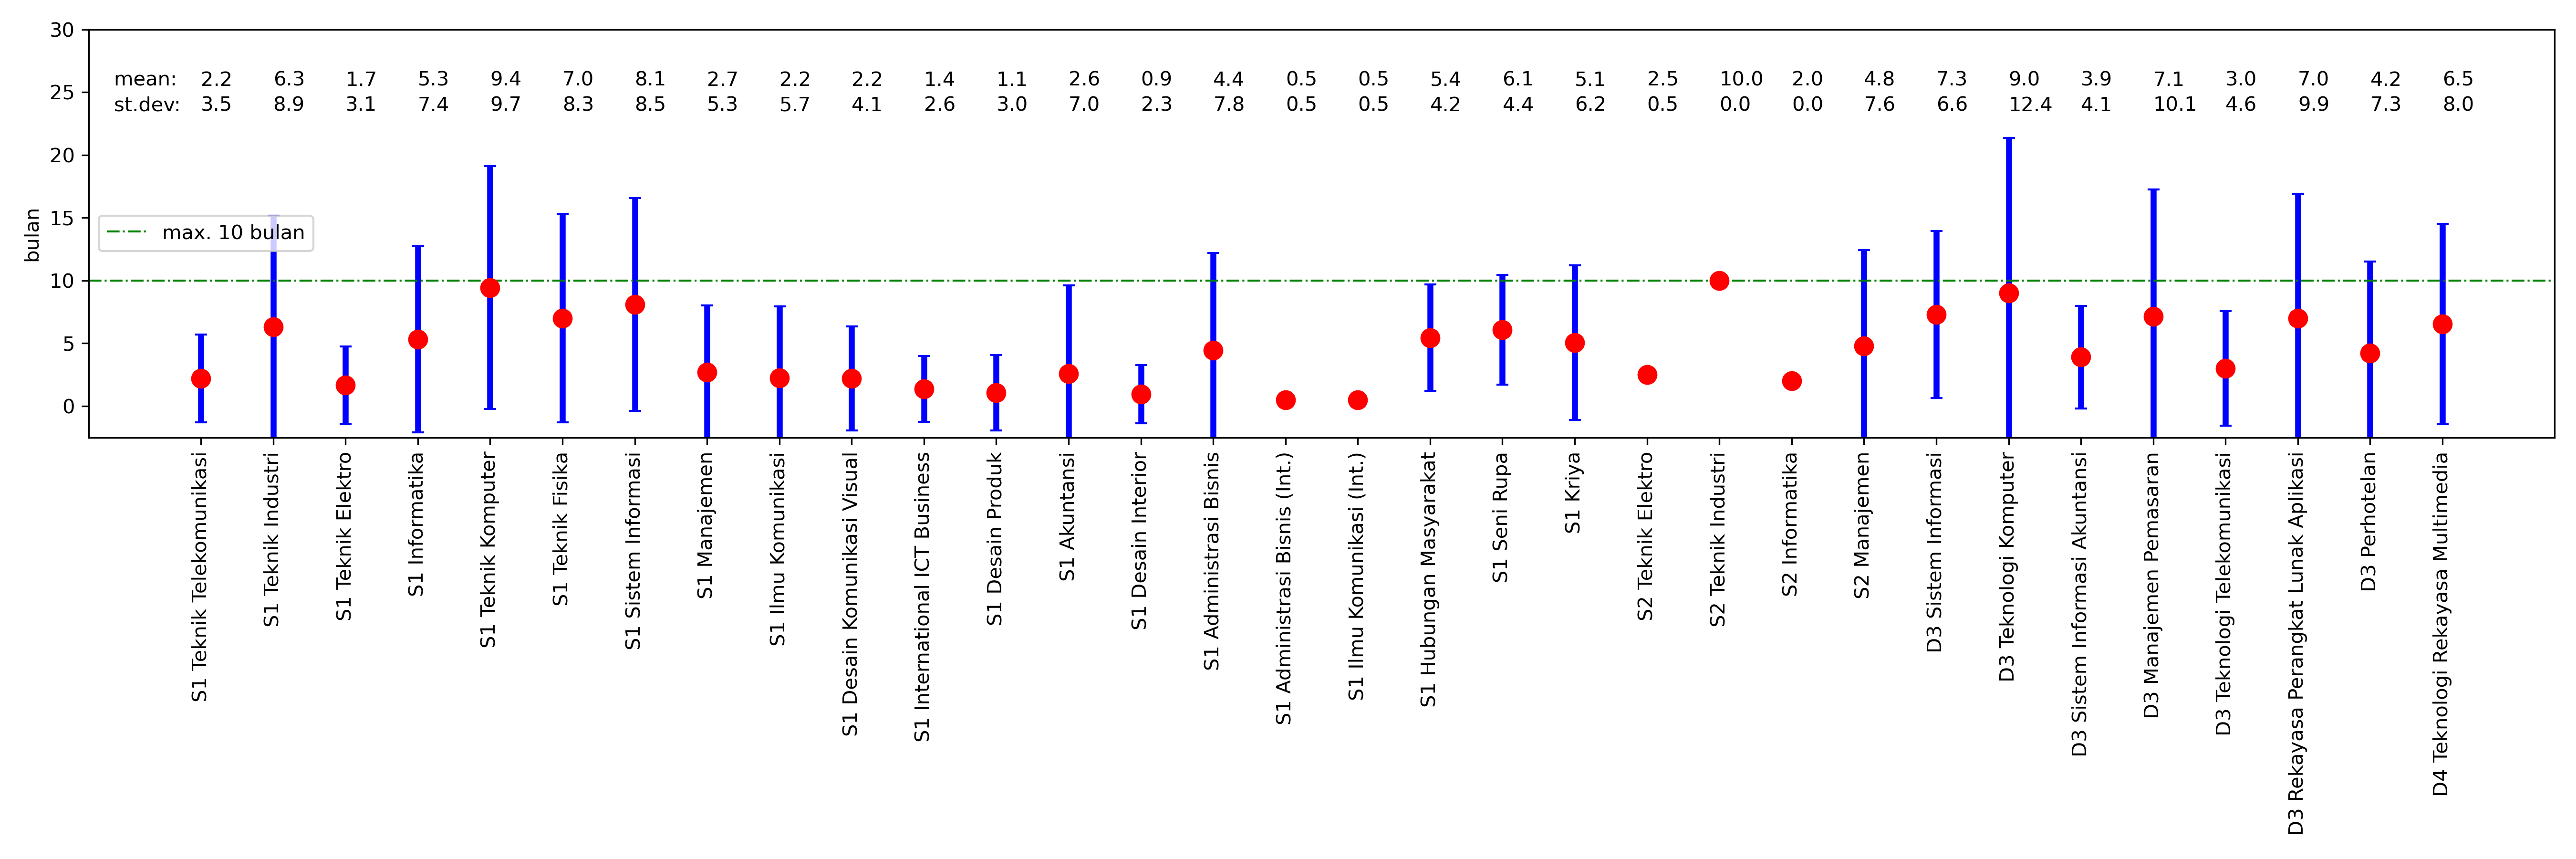 30
mean: 2.2 6.3 1.7 5.3 9.4 7.0 8.1 2.7 2.2 2.2 1.4 1.1 2.6 0.9 4.4 0.5 0.5 5.4 6.1 5.1 2.5 10.0 2.0 4.8 7.3 9.0 3.9 7.1 3.0 7.0 4.2 6.5
25
st.dev: 3.5 8.9 3.1 7.4 9.7 8.3 8.5 5.3 5.7 4.1 2.6 3.0 7.0 2.3 7.8 0.5 0.5 4.2 4.4 6.2 0.5 0.0 0.0 7.6 6.6 12.4 4.1 10.1 4.6 9.9 7.3 8.0
20
15
max. 10 bulan
bulan
10
5
0
S1 Teknik Telekomunikasi
S1 Teknik Industri
S1 Teknik Elektro
S1 Informatika
S1 Teknik Komputer
S1 Teknik Fisika
S1 Sistem Informasi
S1 Manajemen
S1 Ilmu Komunikasi
S1 Desain Komunikasi Visual
S1 International ICT Business
S1 Desain Produk
S1 Akuntansi
S1 Desain Interior
S1 Administrasi Bisnis
S1 Administrasi Bisnis (Int.)
S1 Ilmu Komunikasi (Int.)
S1 Hubungan Masyarakat
S1 Seni Rupa
S1 Kriya
S2 Teknik Elektro
S2 Teknik Industri
S2 Informatika
S2 Manajemen
D3 Sistem Informasi
D3 Teknologi Komputer
D3 Sistem Informasi Akuntansi
D3 Manajemen Pemasaran
D3 Teknologi Telekomunikasi
D3 Rekayasa Perangkat Lunak Aplikasi
D3 Perhotelan
D4 Teknologi Rekayasa Multimedia